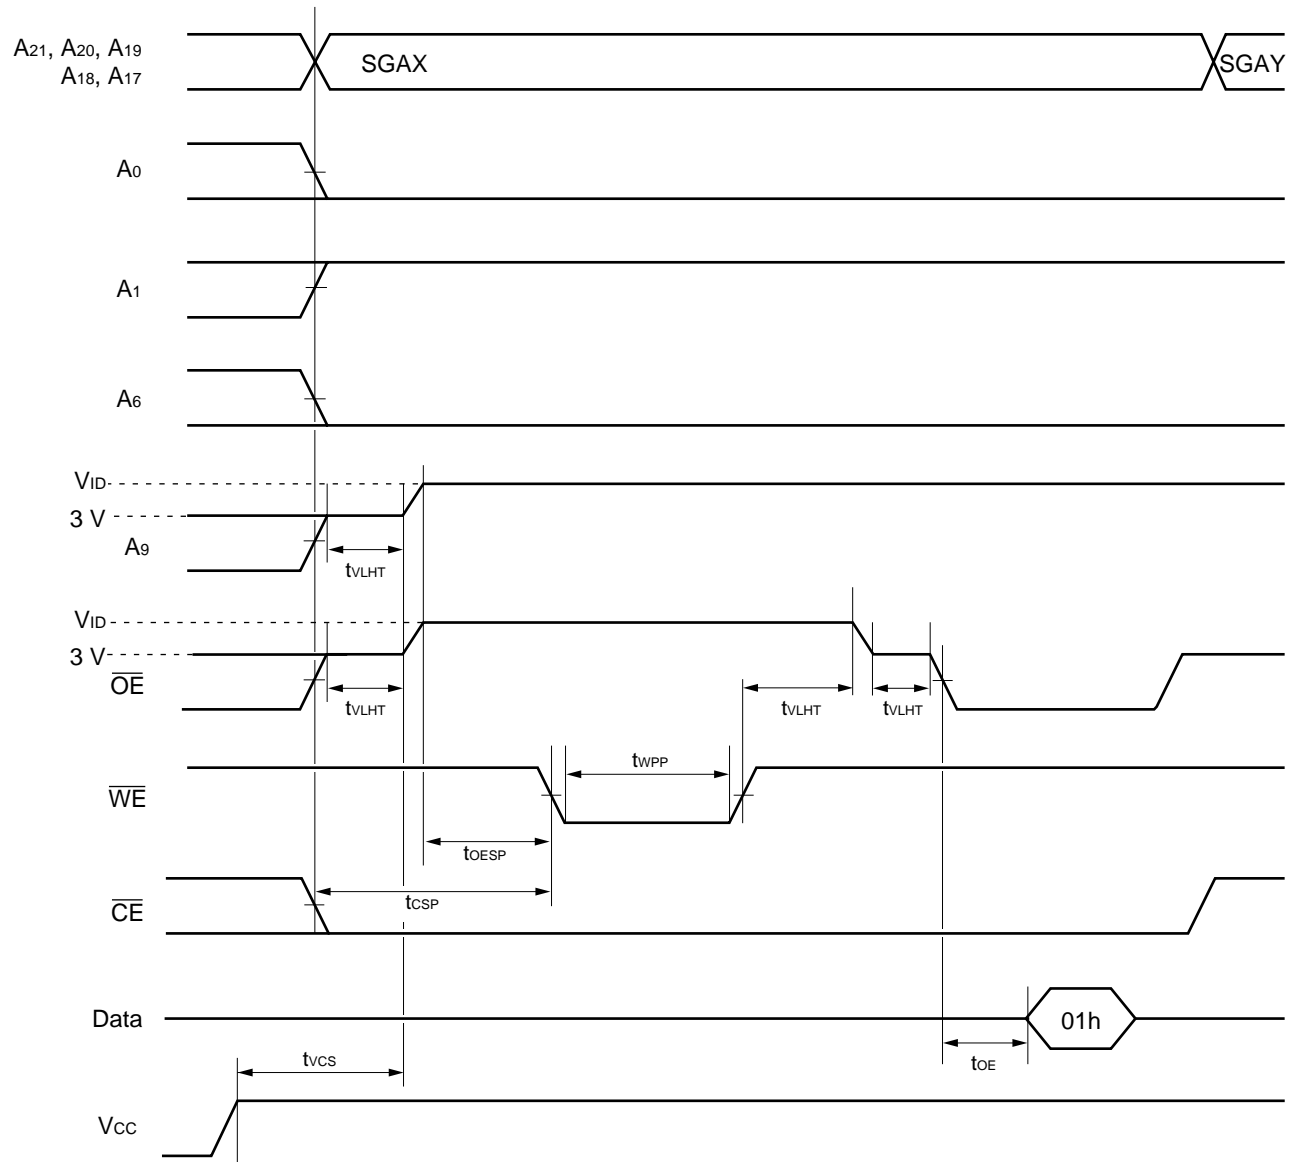 A21, A20, A19
A18, A17
SGAX
SGAY
A0
A1
A6
VID
3 V
A9
tVLHT
VID
3 V
OE
tVLHT
tVLHT
tVLHT
tWPP
WE
tOESP
tCSP
CE
Data
01h
tVCS
tOE
VCC